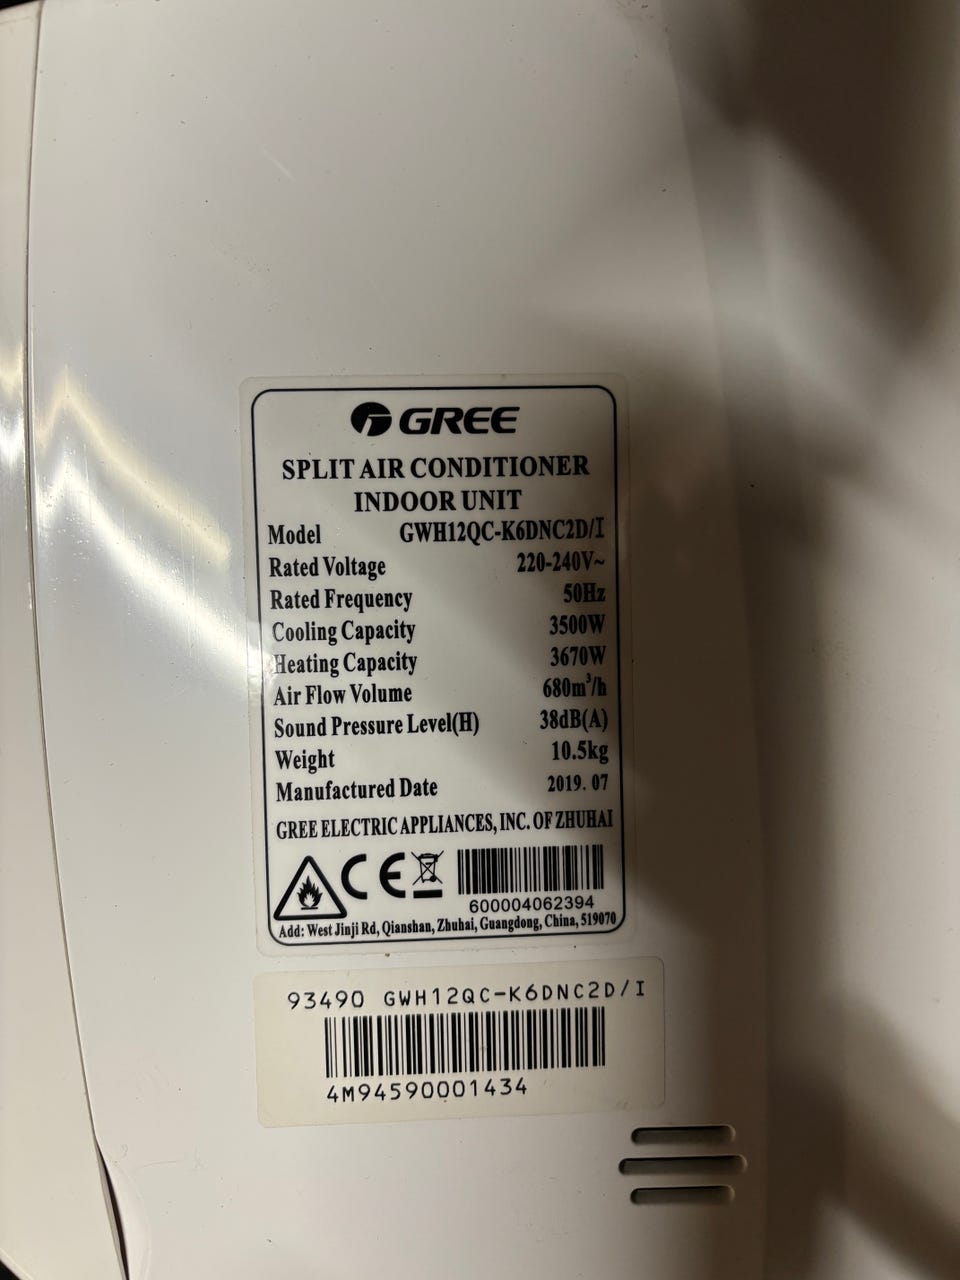 GREE
SPLIT AIR CONDITIONER
INDOOR UNIT
Model GWH12QC-K6DNC2D/I
Rated Voltage 220-240V~
Rated Frequency 50Hz
Cooling Capacity 3500W
Heating Capacity 3670W
Air Flow Volume 680m³/h
Sound Pressure Level(H) 38dB(A)
Weight 10.5kg
Manufactured Date 2019. 07
GREE ELECTRIC APPLIANCES, INC. OF ZHUHAI
CE
600004062394
Add: West Jinji Rd, Qianshan, Zhuhai, Guangdong, China, 519070
93490 GWH12QC-K6DNC2D/I
4M94590001434